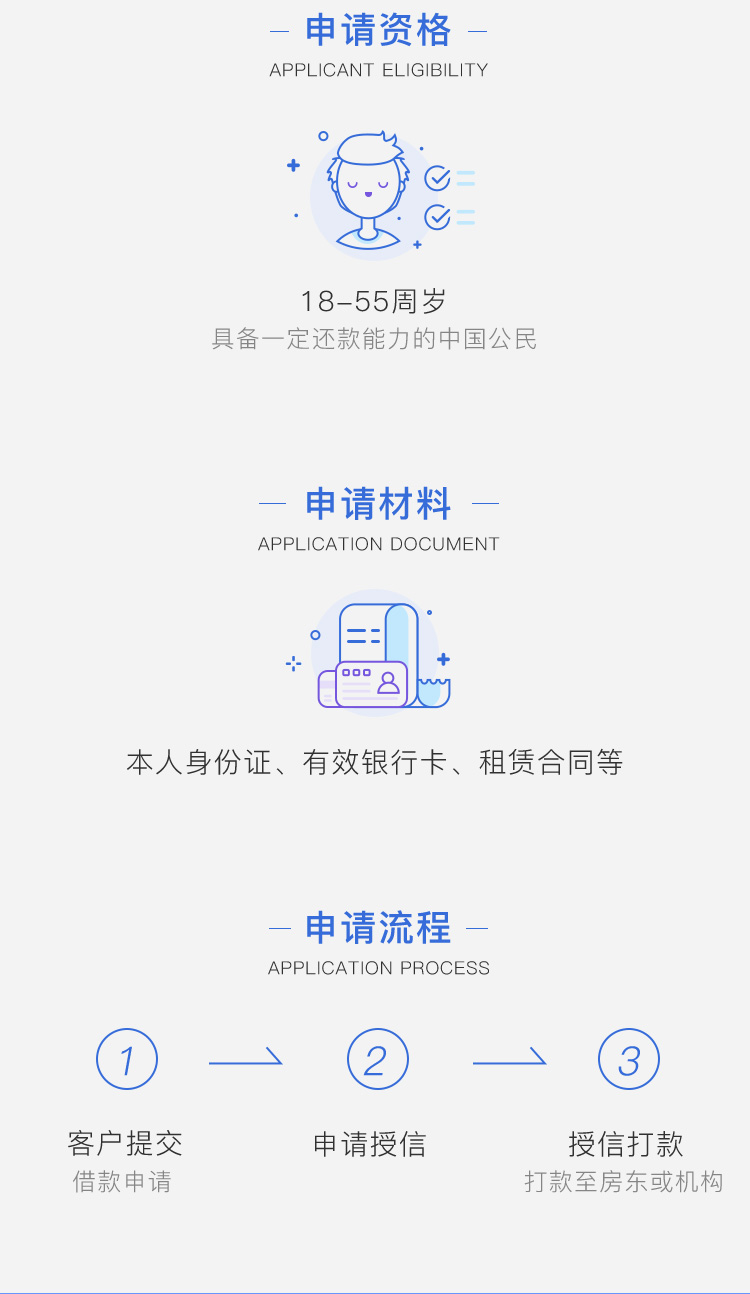 申请资格
APPLICANT ELIGIBILITY
18-55周岁
具备一定还款能力的中国公民
申请材料
APPLICATION DOCUMENT
本人身份证、有效银行卡、租赁合同等
申请流程
APPLICATION PROCESS
1 2 3
客户提交 申请授信 授信打款
借款申请 打款至房东或机构